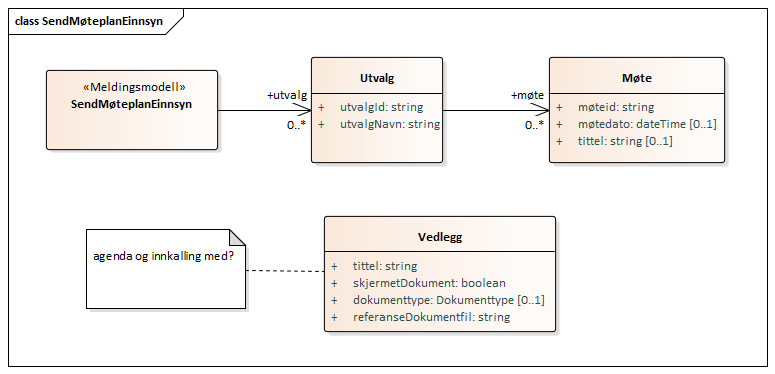 class SendMøteplanEinnsyn
«Meldingsmodell»
SendMøteplanEinnsyn
+utvalg
0..*
Utvalg
+ utvalgId: string
+ utvalgNavn: string
+møte
0..*
Møte
+ møteid: string
+ møtedato: dateTime [0..1]
+ tittel: string [0..1]
agenda og innkalling med?
Vedlegg
+ tittel: string
+ skjermetDokument: boolean
+ dokumenttype: Dokumenttype [0..1]
+ referanseDokumentfil: string